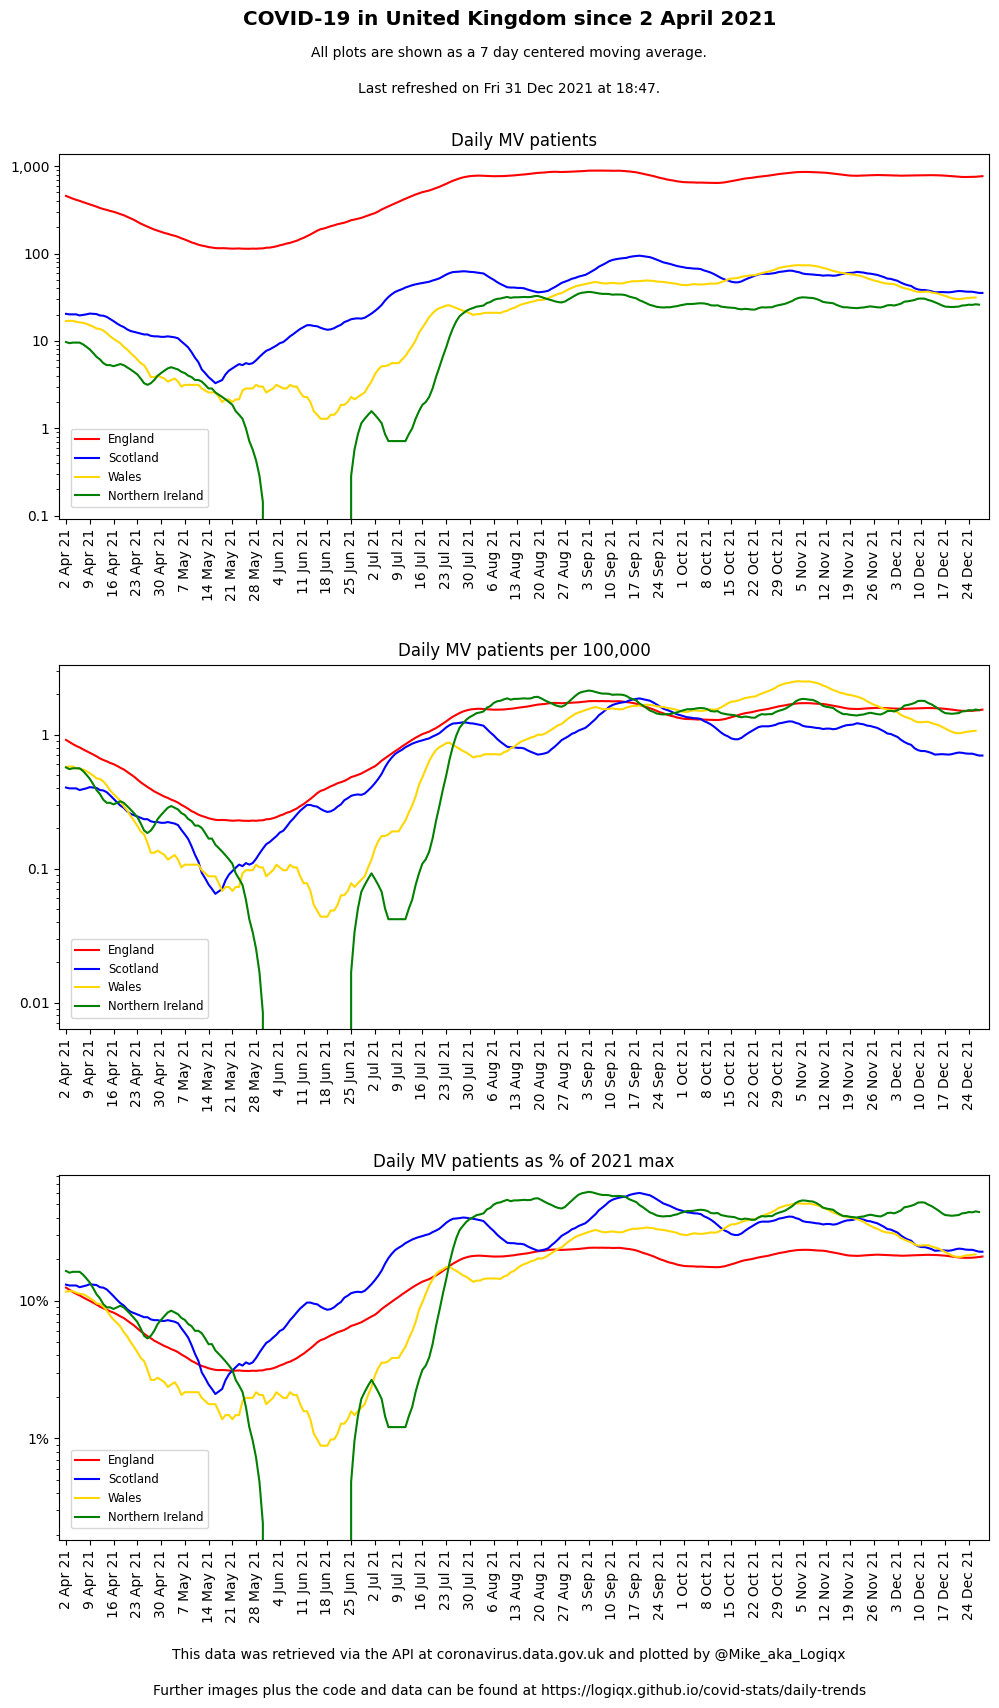 COVID-19 in United Kingdom since 2 April 2021
All plots are shown as a 7 day centered moving average.
Last refreshed on Fri 31 Dec 2021 at 18:47.
Daily MV patients
1,000
100
10
1
0.1
England
Scotland
Wales
Northern Ireland
2 Apr 21
9 Apr 21
16 Apr 21
23 Apr 21
30 Apr 21
7 May 21
14 May 21
21 May 21
28 May 21
4 Jun 21
11 Jun 21
18 Jun 21
25 Jun 21
2 Jul 21
9 Jul 21
16 Jul 21
23 Jul 21
30 Jul 21
6 Aug 21
13 Aug 21
20 Aug 21
27 Aug 21
3 Sep 21
10 Sep 21
17 Sep 21
24 Sep 21
1 Oct 21
8 Oct 21
15 Oct 21
22 Oct 21
29 Oct 21
5 Nov 21
12 Nov 21
19 Nov 21
26 Nov 21
3 Dec 21
10 Dec 21
17 Dec 21
24 Dec 21
Daily MV patients per 100,000
1
0.1
0.01
England
Scotland
Wales
Northern Ireland
2 Apr 21
9 Apr 21
16 Apr 21
23 Apr 21
30 Apr 21
7 May 21
14 May 21
21 May 21
28 May 21
4 Jun 21
11 Jun 21
18 Jun 21
25 Jun 21
2 Jul 21
9 Jul 21
16 Jul 21
23 Jul 21
30 Jul 21
6 Aug 21
13 Aug 21
20 Aug 21
27 Aug 21
3 Sep 21
10 Sep 21
17 Sep 21
24 Sep 21
1 Oct 21
8 Oct 21
15 Oct 21
22 Oct 21
29 Oct 21
5 Nov 21
12 Nov 21
19 Nov 21
26 Nov 21
3 Dec 21
10 Dec 21
17 Dec 21
24 Dec 21
Daily MV patients as % of 2021 max
10%
1%
England
Scotland
Wales
Northern Ireland
2 Apr 21
9 Apr 21
16 Apr 21
23 Apr 21
30 Apr 21
7 May 21
14 May 21
21 May 21
28 May 21
4 Jun 21
11 Jun 21
18 Jun 21
25 Jun 21
2 Jul 21
9 Jul 21
16 Jul 21
23 Jul 21
30 Jul 21
6 Aug 21
13 Aug 21
20 Aug 21
27 Aug 21
3 Sep 21
10 Sep 21
17 Sep 21
24 Sep 21
1 Oct 21
8 Oct 21
15 Oct 21
22 Oct 21
29 Oct 21
5 Nov 21
12 Nov 21
19 Nov 21
26 Nov 21
3 Dec 21
10 Dec 21
17 Dec 21
24 Dec 21
This data was retrieved via the API at coronavirus.data.gov.uk and plotted by @Mike_aka_Logiqx
Further images plus the code and data can be found at https://logiqx.github.io/covid-stats/daily-trends